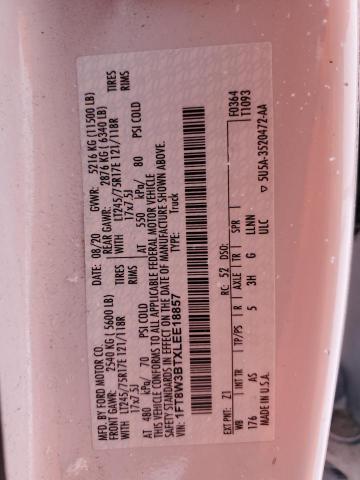 MFD. BY FORD MOTOR CO.
DATE: 08/20 GVWR: 5216 KG (11500 LB)
FRONT GAWR: 2540 KG (5600 LB) REAR GAWR: 2876 KG (6340 LB)
WITH LT245/75R17E 121/118R TIRES WITH LT245/75R17E 121/118R TIRES
17x7.5J RIMS 17x7.5J RIMS
AT 480 kPa/ 70 PSI COLD AT 550 kPa/ 80 PSI COLD
THIS VEHICLE CONFORMS TO ALL APPLICABLE FEDERAL MOTOR VEHICLE
SAFETY STANDARDS IN EFFECT ON THE DATE OF MANUFACTURE SHOWN ABOVE.
VIN: 1FT8W3BTXLEE18857 TYPE: Truck
F0364
T1093
EXT PNT: Z1 RC: 52 DSO:
WB INT TR TP/PS R AXLE TR SPR
176 AS 5 3H G LLNN
MADE IN U.S.A. ULC
5U5A-3520472-AA